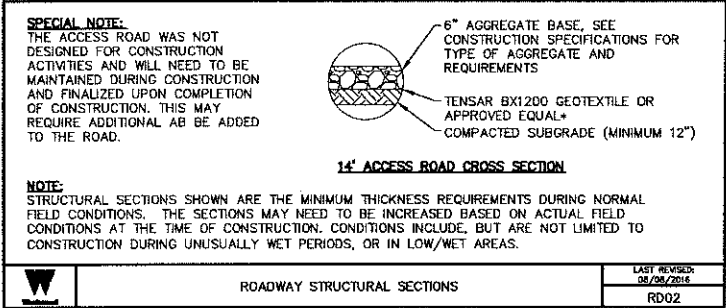 SPECIAL NOTE:
THE ACCESS ROAD WAS NOT
DESIGNED FOR CONSTRUCTION
ACTIVITIES AND WILL NEED TO BE
MAINTAINED DURING CONSTRUCTION
AND FINALIZED UPON COMPLETION
OF CONSTRUCTION. THIS MAY
REQUIRE ADDITIONAL AB BE ADDED
TO THE ROAD.
6" AGGREGATE BASE, SEE
CONSTRUCTION SPECIFICATIONS FOR
TYPE OF AGGREGATE AND
REQUIREMENTS
TENSAR BX1200 GEOTEXTILE OR
APPROVED EQUAL*
COMPACTED SUBGRADE (MINIMUM 12")
14' ACCESS ROAD CROSS SECTION
NOTE:
STRUCTURAL SECTIONS SHOWN ARE THE MINIMUM THICKNESS REQUIREMENTS DURING NORMAL
FIELD CONDITIONS. THE SECTIONS MAY NEED TO BE INCREASED BASED ON ACTUAL FIELD
CONDITIONS AT THE TIME OF CONSTRUCTION. CONDITIONS INCLUDE, BUT ARE NOT LIMITED TO
CONSTRUCTION DURING UNUSUALLY WET PERIODS, OR IN LOW/WET AREAS.
W
Westwood
ROADWAY STRUCTURAL SECTIONS
LAST REVISED:
08/08/2016
RD02